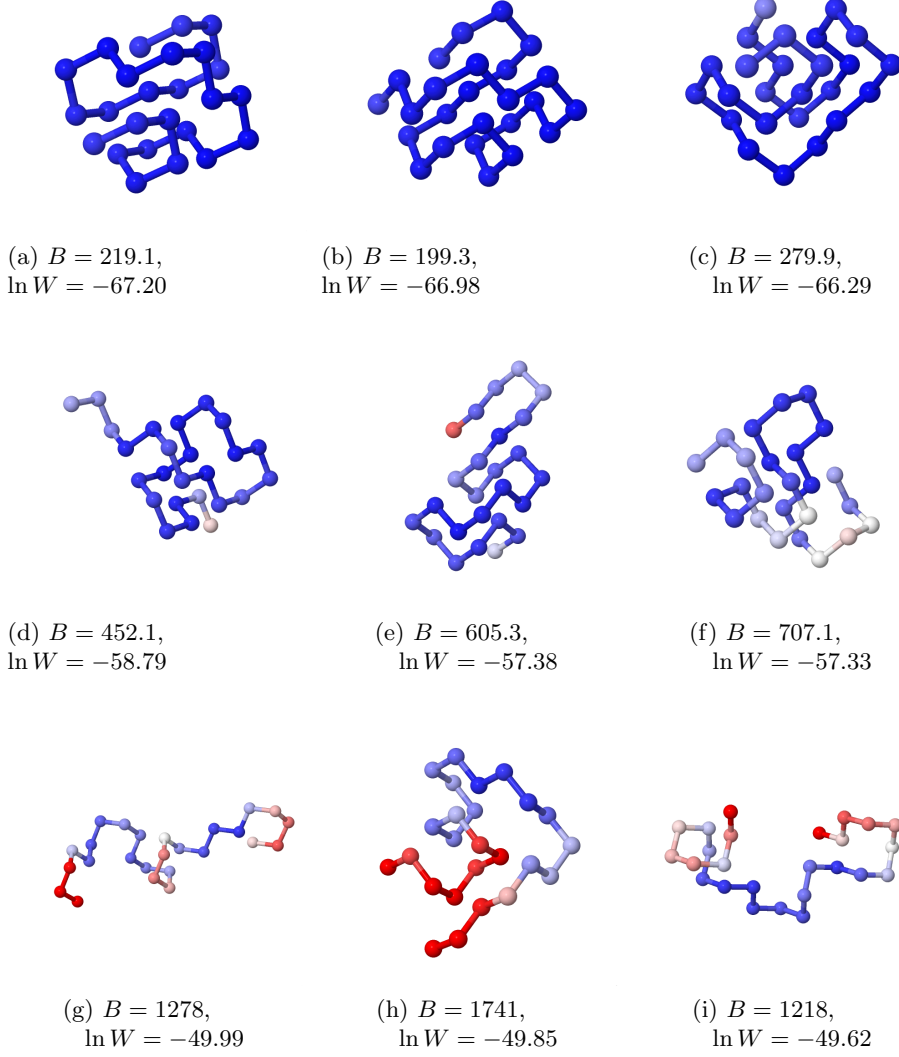 (a) B = 219.1,
ln W = −67.20
(b) B = 199.3,
ln W = −66.98
(c) B = 279.9,
ln W = −66.29
(d) B = 452.1,
ln W = −58.79
(e) B = 605.3,
ln W = −57.38
(f) B = 707.1,
ln W = −57.33
(g) B = 1278,
ln W = −49.99
(h) B = 1741,
ln W = −49.85
(i) B = 1218,
ln W = −49.62